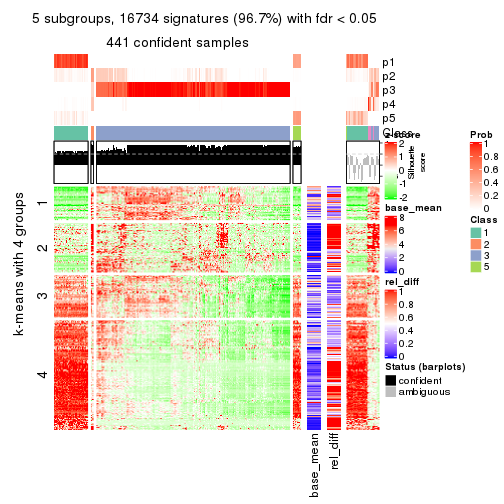 5 subgroups, 16734 signatures (96.7%) with fdr < 0.05
441 confident samples
p1
p2
p3
p4
p5
Class
Silhouette
score
k-means with 4 groups
1
2
3
4
base_mean
rel_diff
z-score
2
1
0
-1
-2
base_mean
8
6
4
2
0
rel_diff
1
0.8
0.6
0.4
0.2
0
Status (barplots)
confident
ambiguous
Prob
1
0.8
0.6
0.4
0.2
0
Class
1
2
3
5